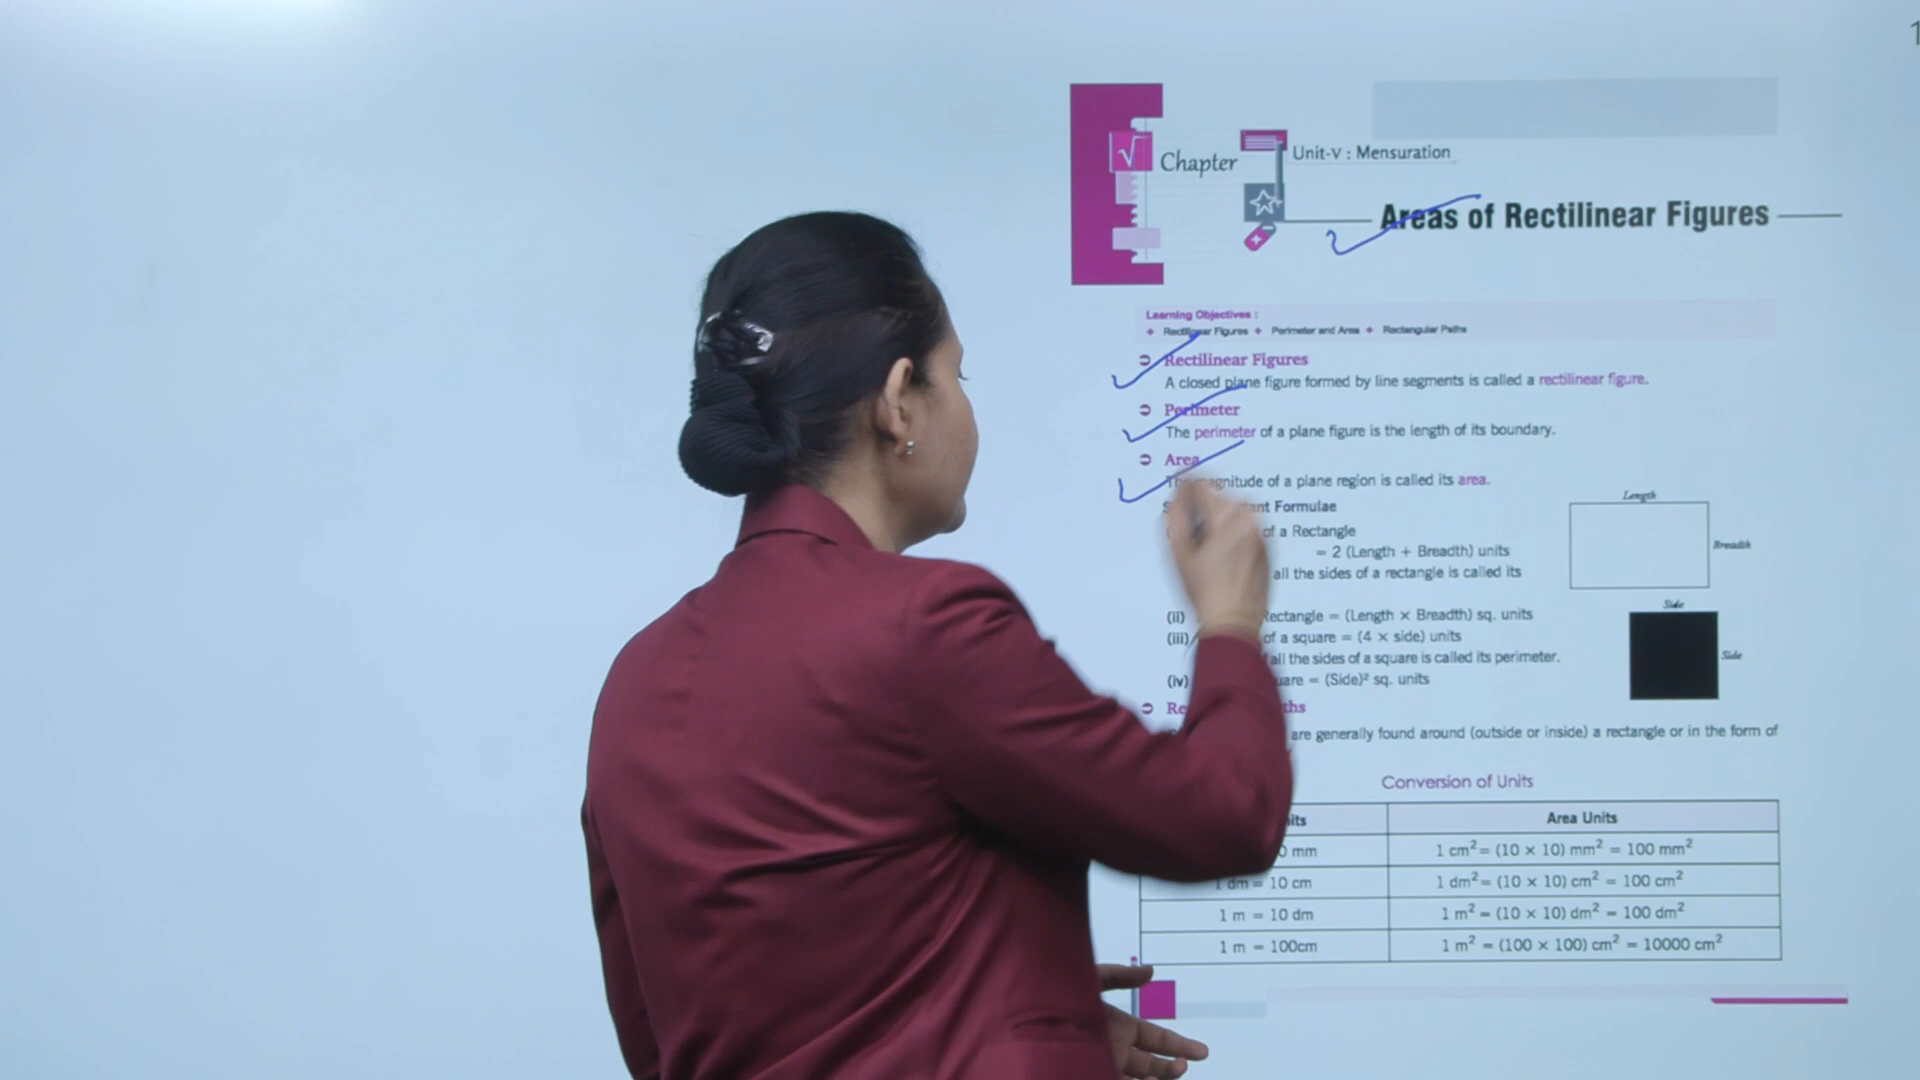 1
√ Chapter
Unit-V : Mensuration
Areas of Rectilinear Figures
Learning Objectives :
Rectilinear Figures + Perimeter and Area + Rectangular Paths
Rectilinear Figures
A closed plane figure formed by line segments is called a rectilinear figure.
Perimeter
The perimeter of a plane figure is the length of its boundary.
Area
The magnitude of a plane region is called its area.
Formulae
of a Rectangle
= 2 (Length + Breadth) units
all the sides of a rectangle is called its
Length
Breadth
(ii) Rectangle = (Length × Breadth) sq. units
(iii) of a square = (4 × side) units
all the sides of a square is called its perimeter.
(iv) = (Side)² sq. units
Side
Side
are generally found around (outside or inside) a rectangle or in the form of
Conversion of Units
Area Units
mm
1 cm² = (10 × 10) mm² = 100 mm²
1 dm = 10 cm
1 dm² = (10 × 10) cm² = 100 cm²
1 m = 10 dm
1 m² = (10 × 10) dm² = 100 dm²
1 m = 100cm
1 m² = (100 × 100) cm² = 10000 cm²